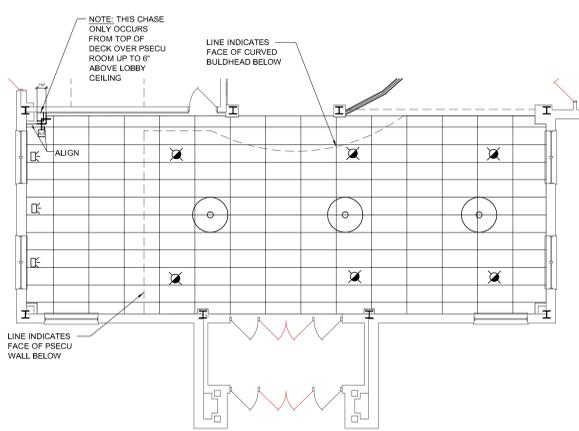 NOTE: THIS CHASE
ONLY OCCURS
FROM TOP OF
DECK OVER PSECU
ROOM UP TO 6"
ABOVE LOBBY
CEILING
LINE INDICATES
FACE OF CURVED
BULDHEAD BELOW
ALIGN
LINE INDICATES
FACE OF PSECU
WALL BELOW